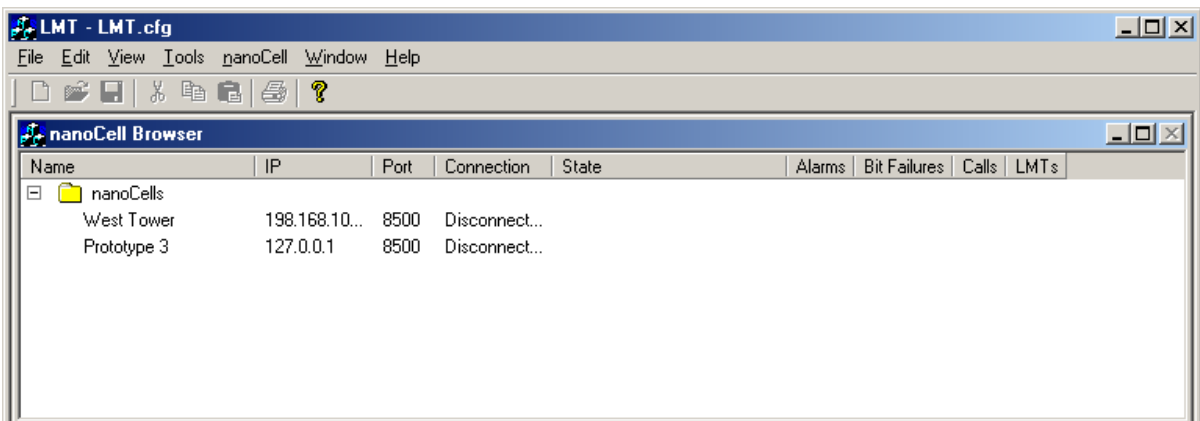 LMT - LMT.cfg
File Edit View Tools nanoCell Window Help
nanoCell Browser
Name IP Port Connection State Alarms Bit Failures Calls LMTs
nanoCells
West Tower 198.168.10... 8500 Disconnect...
Prototype 3 127.0.0.1 8500 Disconnect...